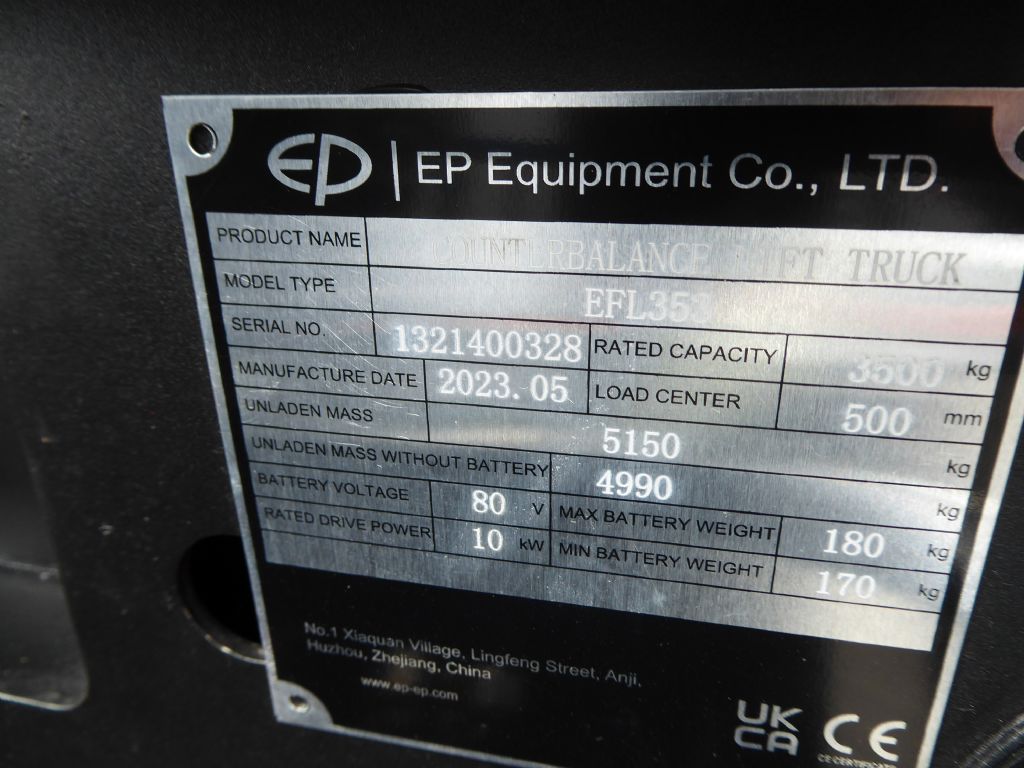 EP | EP Equipment Co., LTD.
PRODUCT NAME COUNTERBALANCE LIFT TRUCK
MODEL TYPE EFL353
SERIAL NO. 1321400328 RATED CAPACITY 3500 kg
MANUFACTURE DATE 2023.05 LOAD CENTER 500 mm
UNLADEN MASS 5150 kg
UNLADEN MASS WITHOUT BATTERY 4990 kg
BATTERY VOLTAGE 80 V MAX BATTERY WEIGHT 180 kg
RATED DRIVE POWER 10 kW MIN BATTERY WEIGHT 170 kg
No.1 Xiaquan Village, Lingfeng Street, Anji,
Huzhou, Zhejiang, China
www.ep-ep.com
UK
CA CE
CE CERTIFICATE